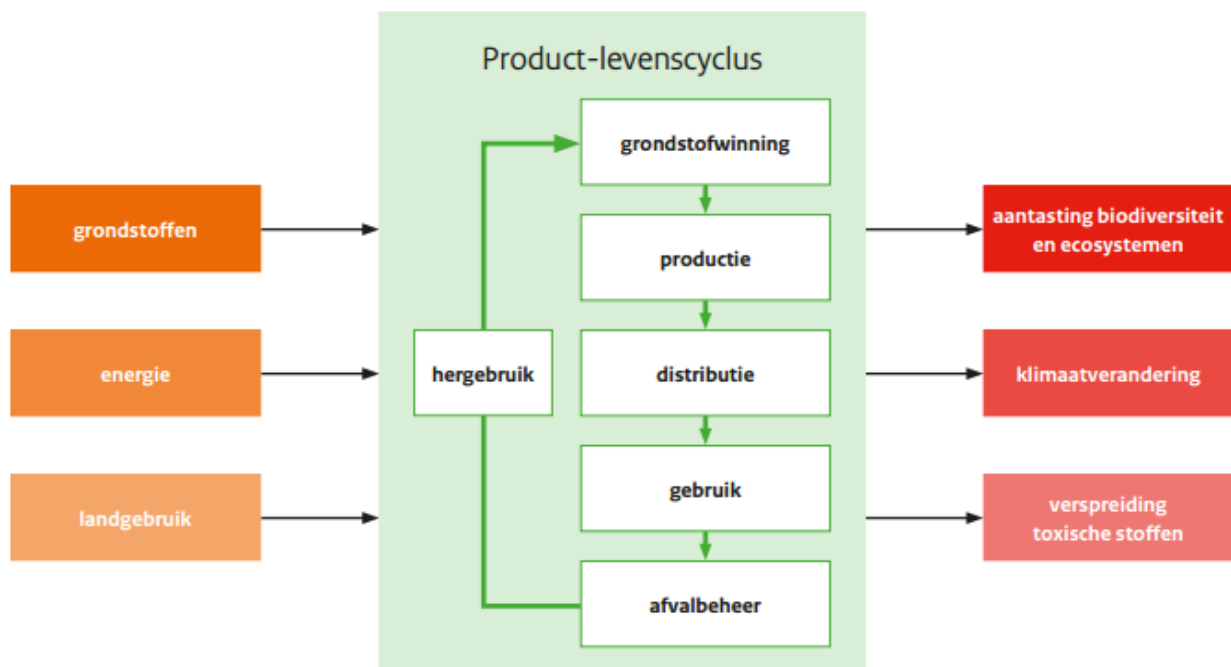 Product-levenscyclus
grondstoffen
energie
landgebruik
hergebruik
grondstofwinning
productie
distributie
gebruik
afvalbeheer
aantasting biodiversiteit
en ecosystemen
klimaatverandering
verspreiding
toxische stoffen